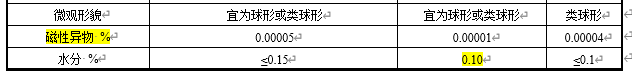 微观形貌 宜为球形或类球形 宜为球形或类球形 类球形
磁性异物 % 0.00005 0.00001 0.00004
水分 % ≤0.15 0.10 ≤0.1